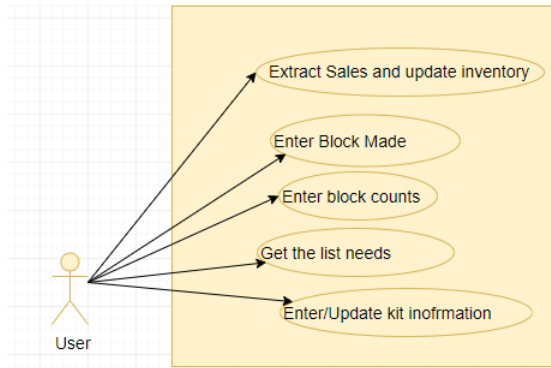 Extract Sales and update inventory
Enter Block Made
Enter block counts
Get the list needs
Enter/Update kit inofrmation
User